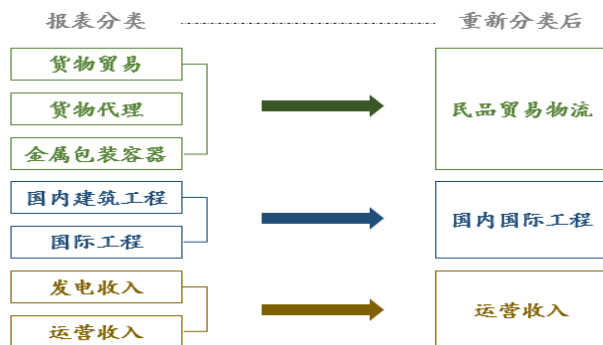 报表分类
重新分类后
货物贸易
货物代理
金属包装容器
民品贸易物流
国内建筑工程
国际工程
国内国际工程
发电收入
运营收入
运营收入